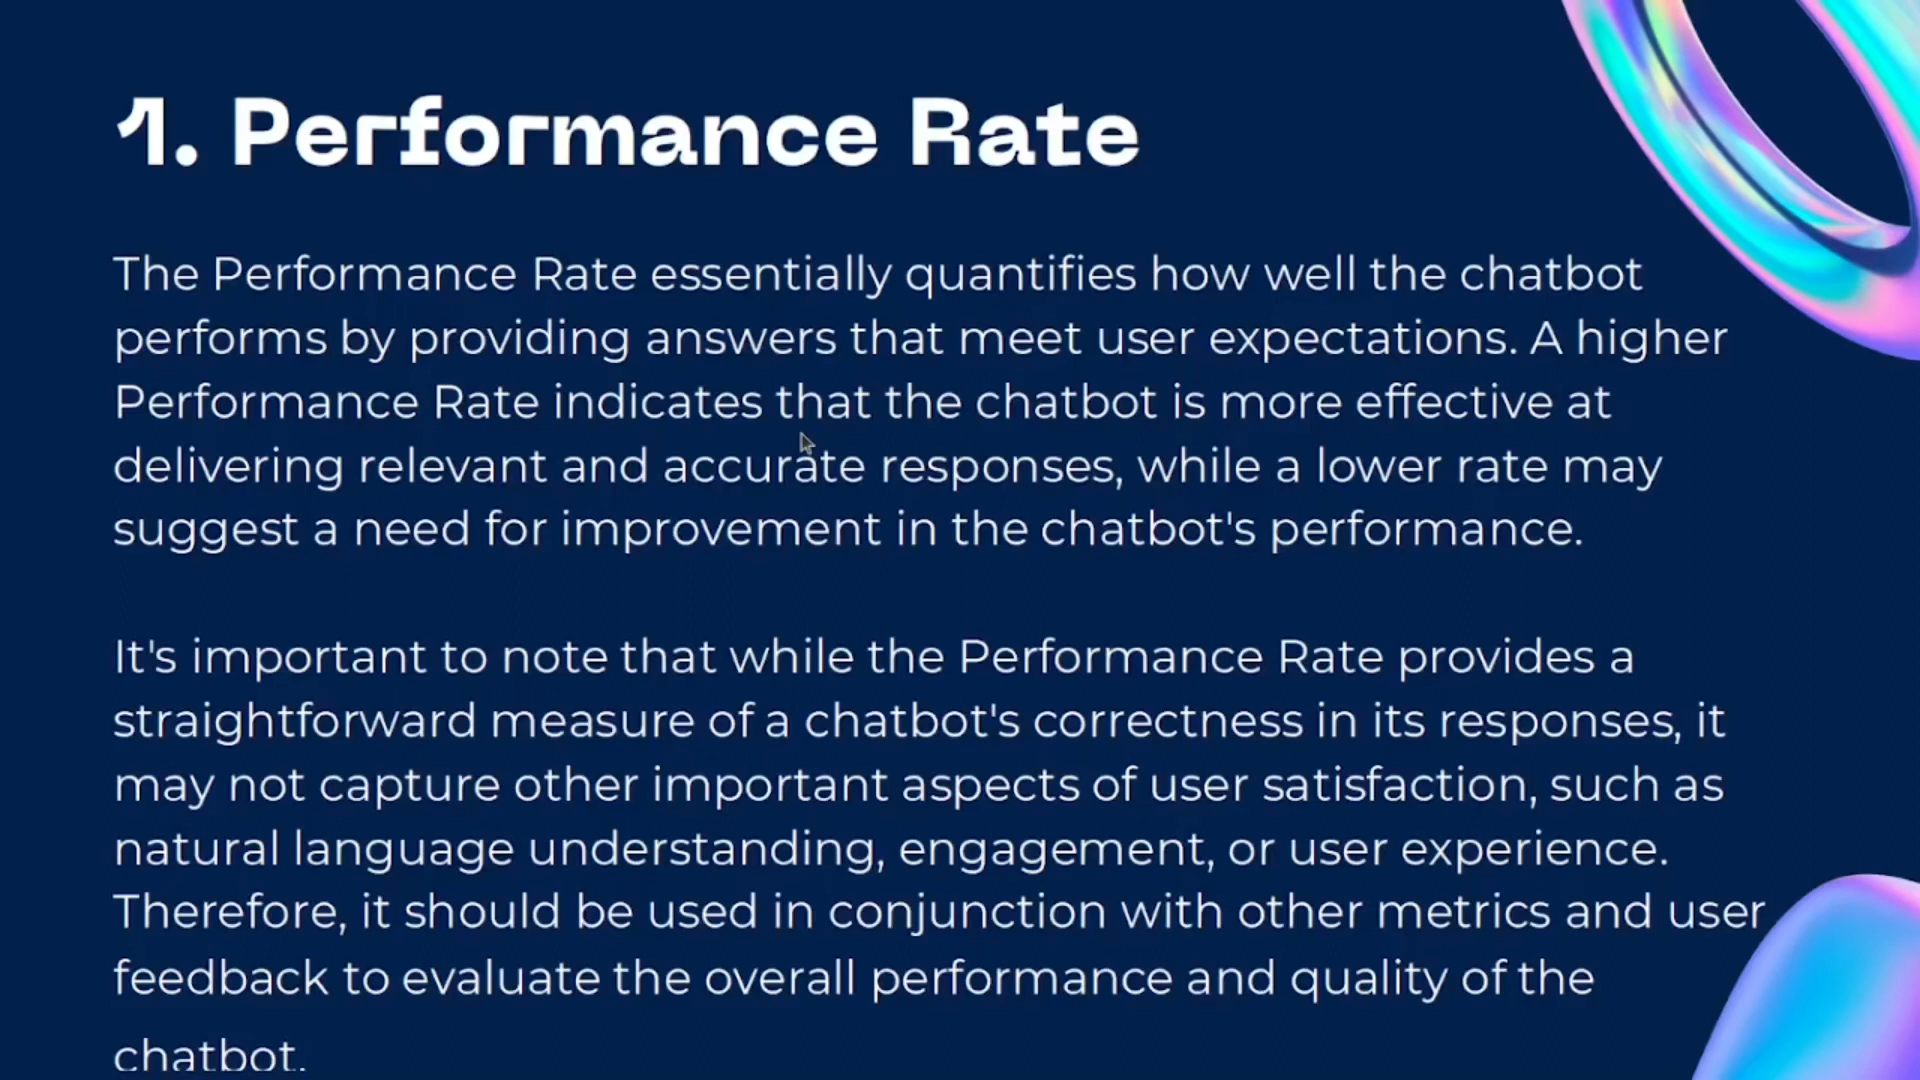 1. Performance Rate
The Performance Rate essentially quantifies how well the chatbot
performs by providing answers that meet user expectations. A higher
Performance Rate indicates that the chatbot is more effective at
delivering relevant and accurate responses, while a lower rate may
suggest a need for improvement in the chatbot's performance.
It's important to note that while the Performance Rate provides a
straightforward measure of a chatbot's correctness in its responses, it
may not capture other important aspects of user satisfaction, such as
natural language understanding, engagement, or user experience.
Therefore, it should be used in conjunction with other metrics and user
feedback to evaluate the overall performance and quality of the
chatbot.